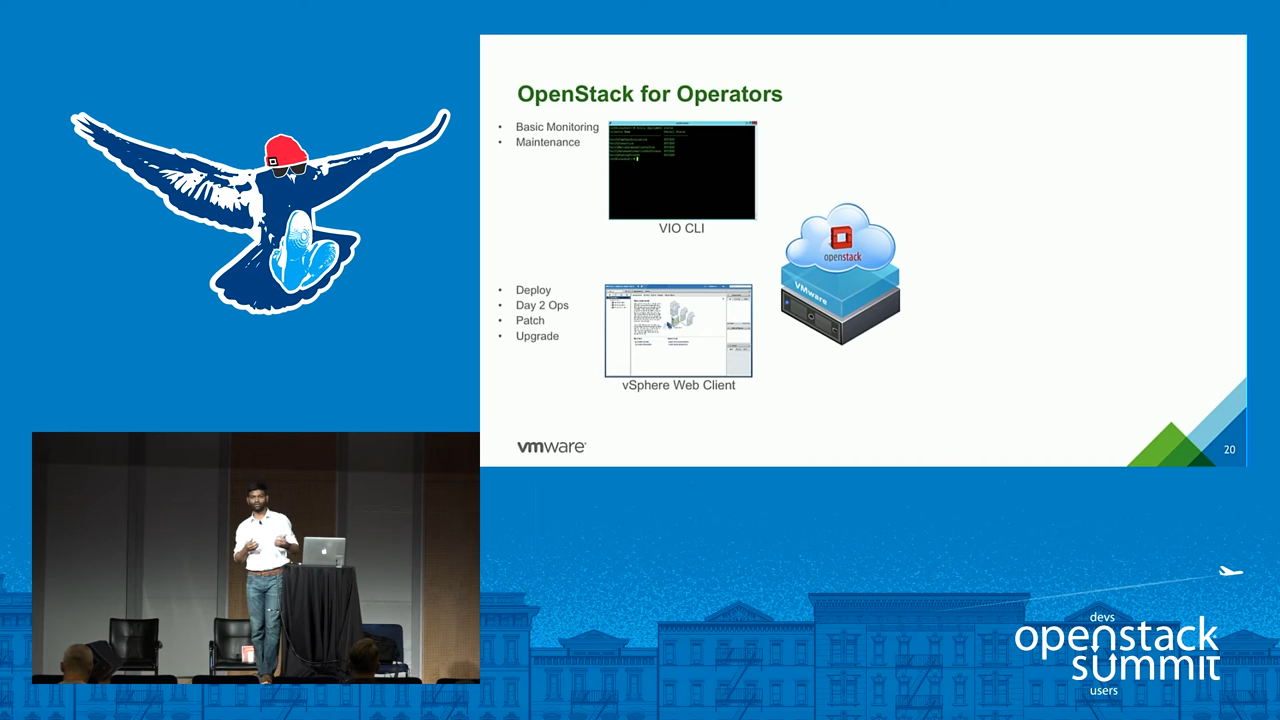 OpenStack for Operators
• Basic Monitoring
• Maintenance
VIO CLI
openstack
VMware
• Deploy
• Day 2 Ops
• Patch
• Upgrade
vSphere Web Client
vmware
20
devs
openstack
summit
users